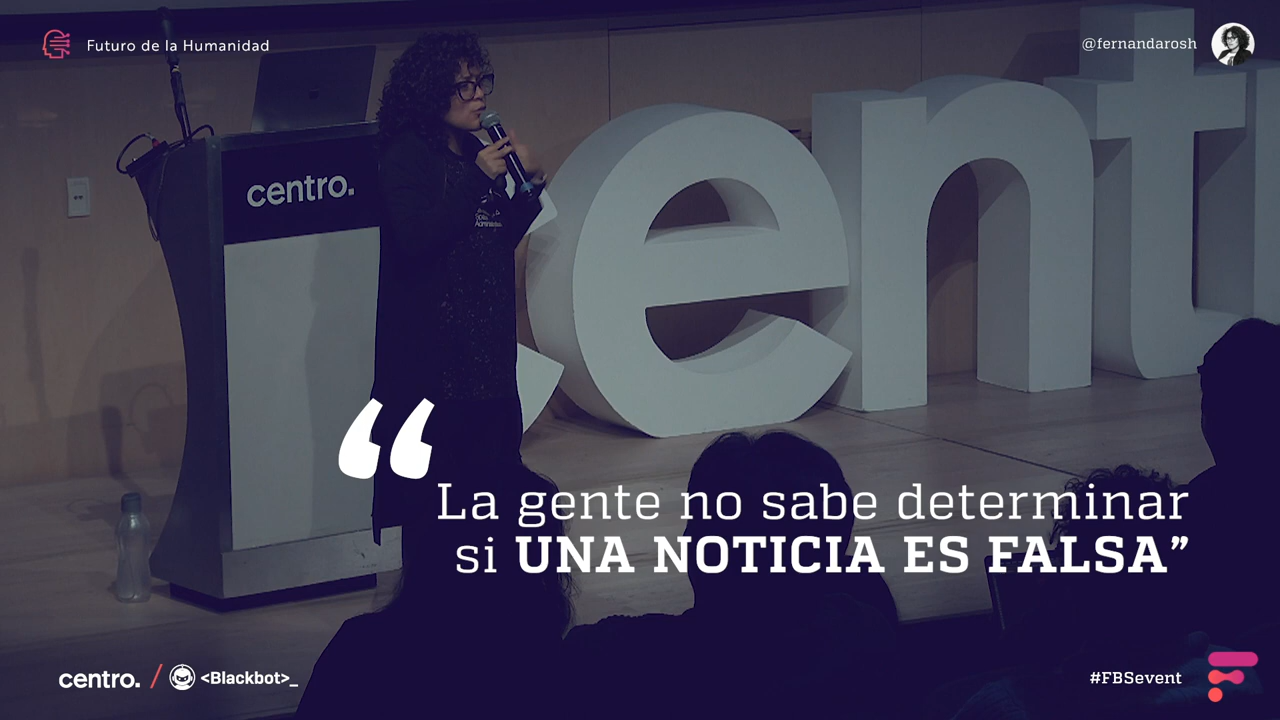 Futuro de la Humanidad
@fernandarosh
centro.
cent
“La gente no sabe determinar
si UNA NOTICIA ES FALSA”
centro. / <Blackbot>_
#FBSevent